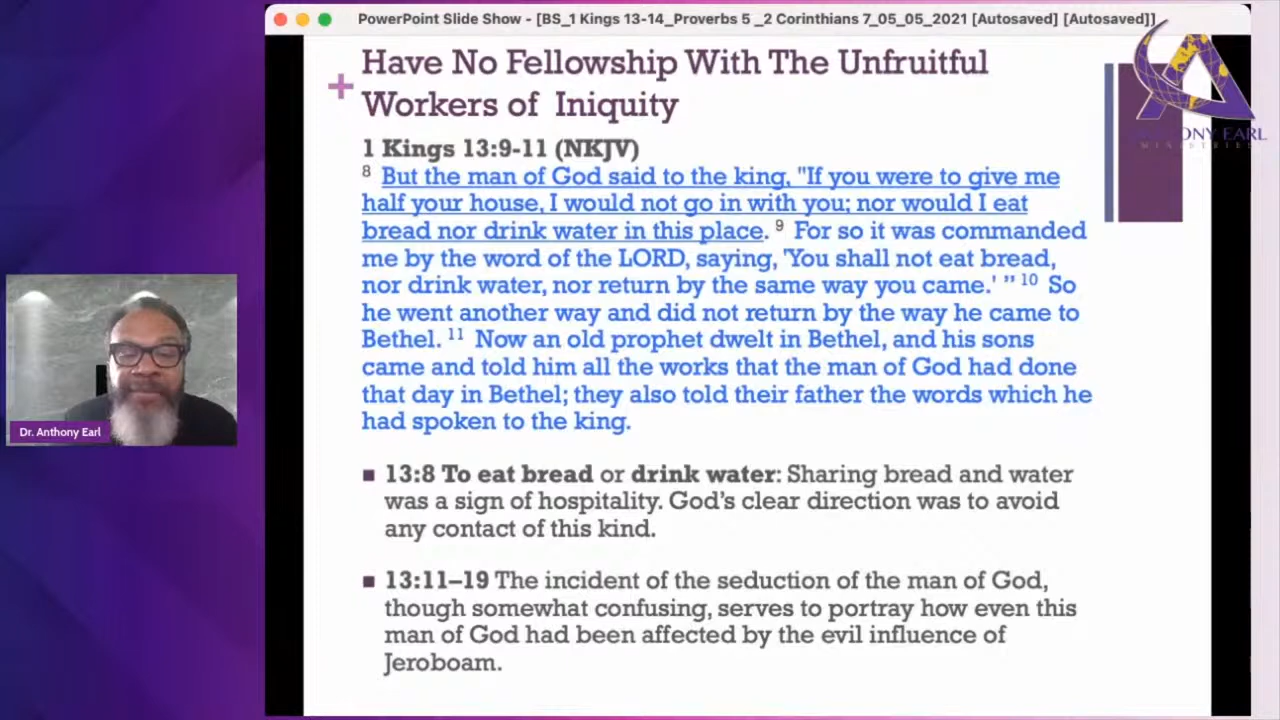 PowerPoint Slide Show - [BS_1 Kings 13-14_Proverbs 5 _2 Corinthians 7_05_05_2021 [Autosaved] [Autosaved]]
Have No Fellowship With The Unfruitful
+ Workers of Iniquity
1 Kings 13:9-11 (NKJV)
8 But the man of God said to the king, "If you were to give me
half your house, I would not go in with you; nor would I eat
bread nor drink water in this place. 9 For so it was commanded
me by the word of the LORD, saying, 'You shall not eat bread,
nor drink water, nor return by the same way you came.' ” 10 So
he went another way and did not return by the way he came to
Bethel. 11 Now an old prophet dwelt in Bethel, and his sons
came and told him all the works that the man of God had done
that day in Bethel; they also told their father the words which he
had spoken to the king.
■ 13:8 To eat bread or drink water: Sharing bread and water
was a sign of hospitality. God’s clear direction was to avoid
any contact of this kind.
■ 13:11–19 The incident of the seduction of the man of God,
though somewhat confusing, serves to portray how even this
man of God had been affected by the evil influence of
Jeroboam.
ANTHONY EARL
MINISTRIES
Dr. Anthony Earl